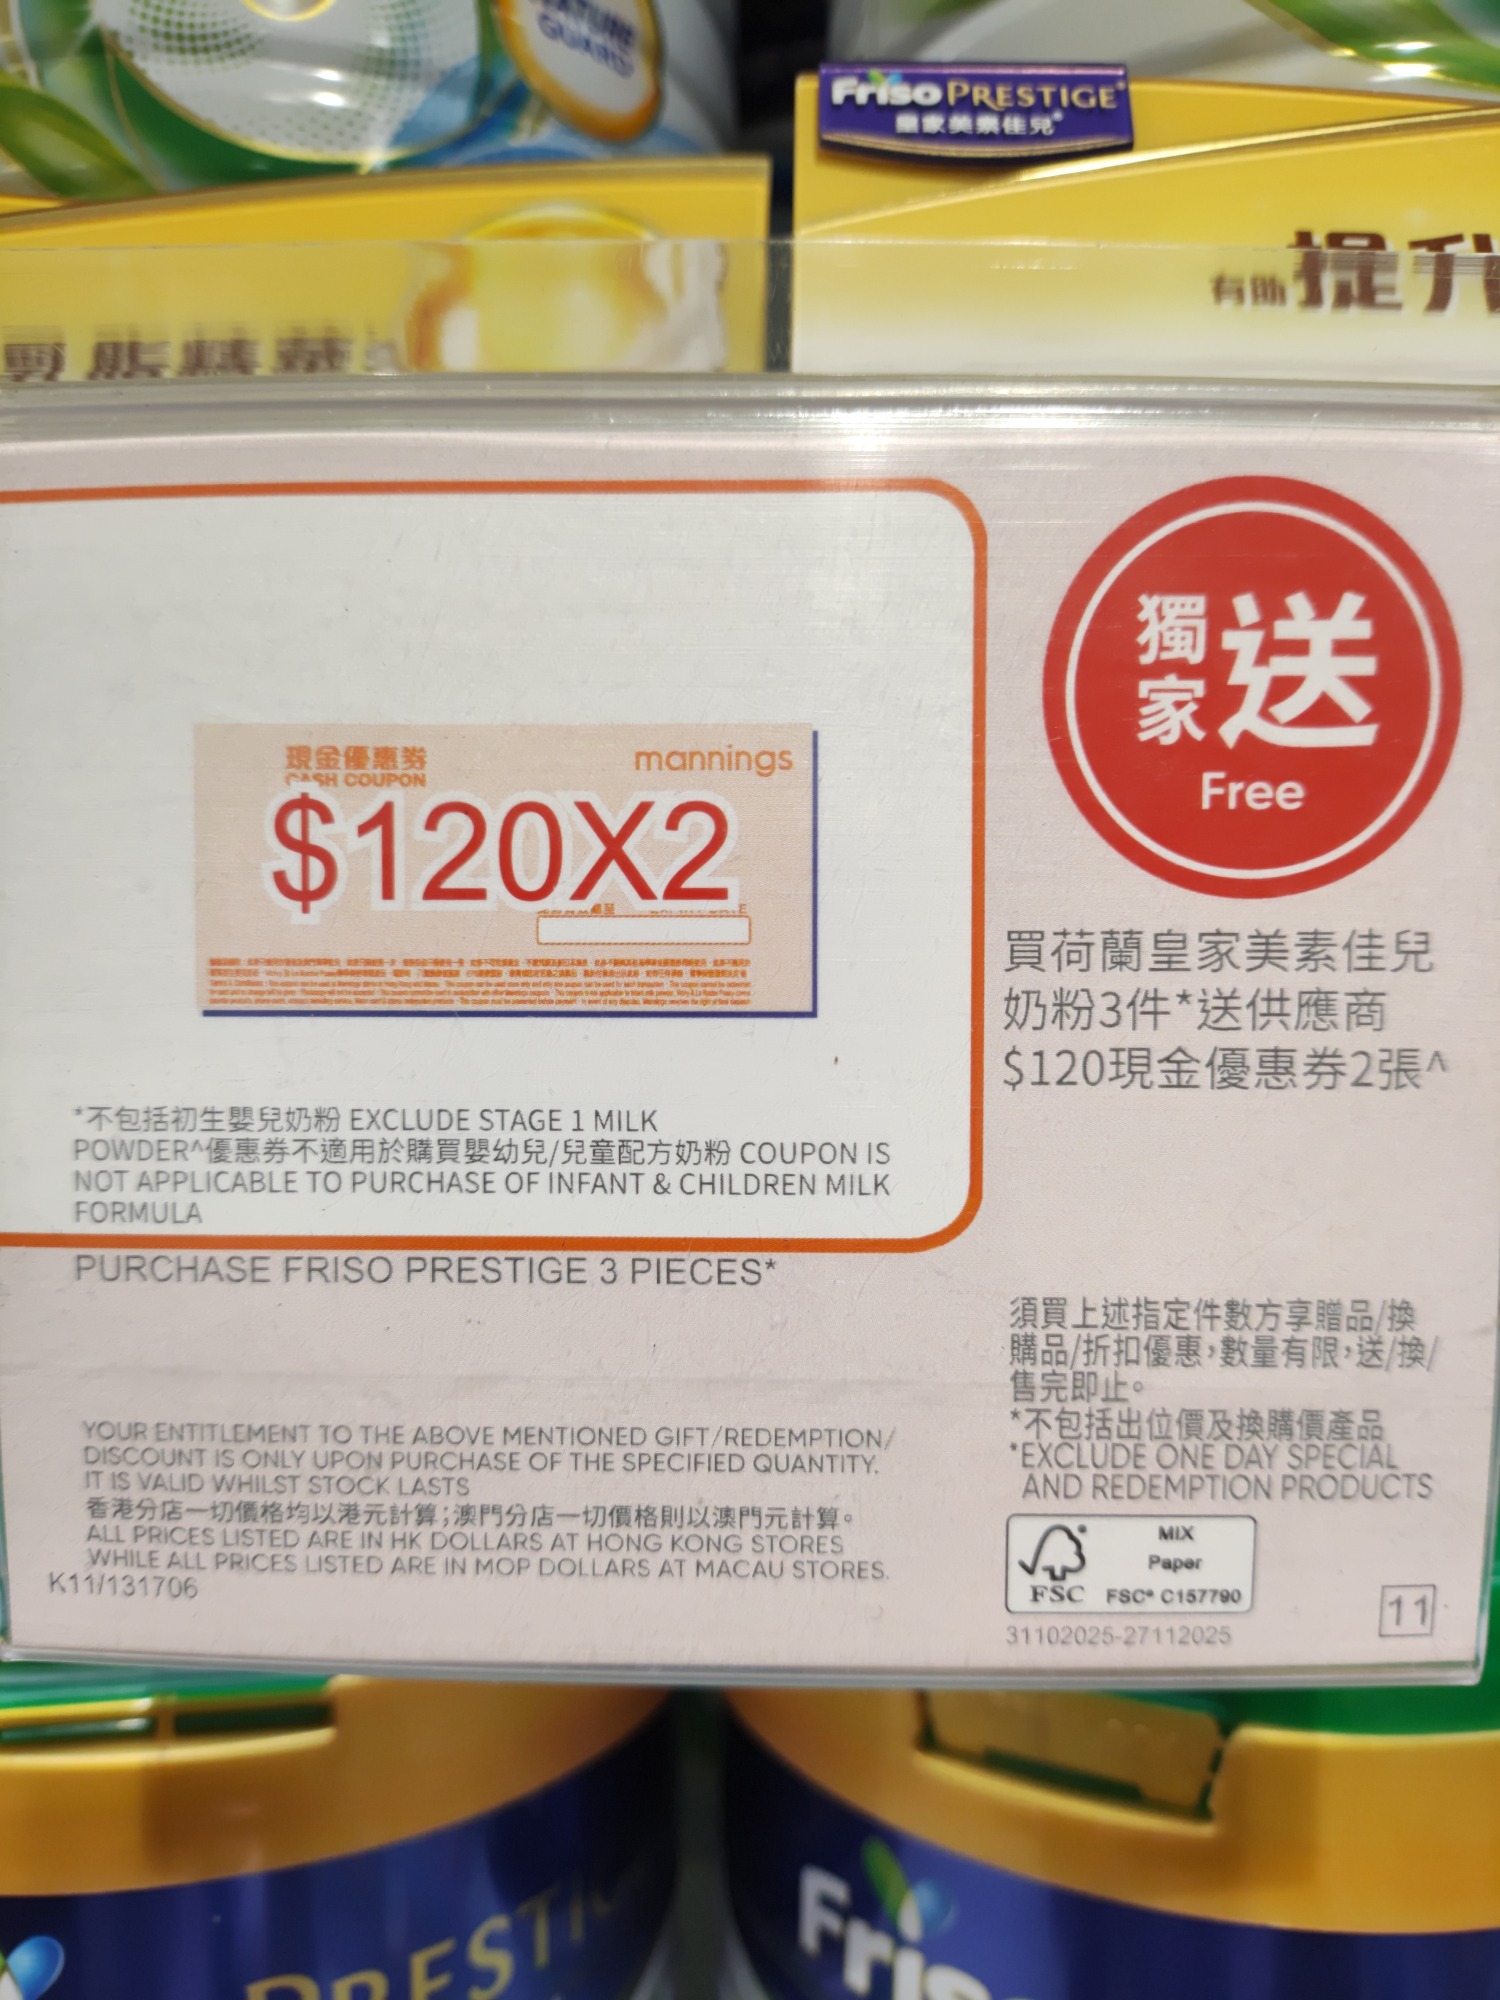 NATURE
GUARD
Friso PRESTIGE®
皇家美素佳兒®
有助提升
乳脂精萃
獨家送
Free
現金優惠券
mannings
CASH COUPON
$120X2
買荷蘭皇家美素佳兒
奶粉3件*送供應商
$120現金優惠券2張^
*不包括初生嬰兒奶粉 EXCLUDE STAGE 1 MILK
POWDER^優惠券不適用於購買嬰幼兒/兒童配方奶粉 COUPON IS
NOT APPLICABLE TO PURCHASE OF INFANT & CHILDREN MILK
FORMULA
PURCHASE FRISO PRESTIGE 3 PIECES*
須買上述指定件數方享贈品/換
購品/折扣優惠,數量有限,送/換/
售完即止。
*不包括出位價及換購價產品
*EXCLUDE ONE DAY SPECIAL
AND REDEMPTION PRODUCTS
YOUR ENTITLEMENT TO THE ABOVE MENTIONED GIFT/REDEMPTION/
DISCOUNT IS ONLY UPON PURCHASE OF THE SPECIFIED QUANTITY.
IT IS VALID WHILST STOCK LASTS
香港分店一切價格均以港元計算;澳門分店一切價格則以澳門元計算。
ALL PRICES LISTED ARE IN HK DOLLARS AT HONG KONG STORES
WHILE ALL PRICES LISTED ARE IN MOP DOLLARS AT MACAU STORES.
K11/131706
MIX
Paper
FSC
FSC® C157790
31102025-27112025
11
PRESTI
Fris